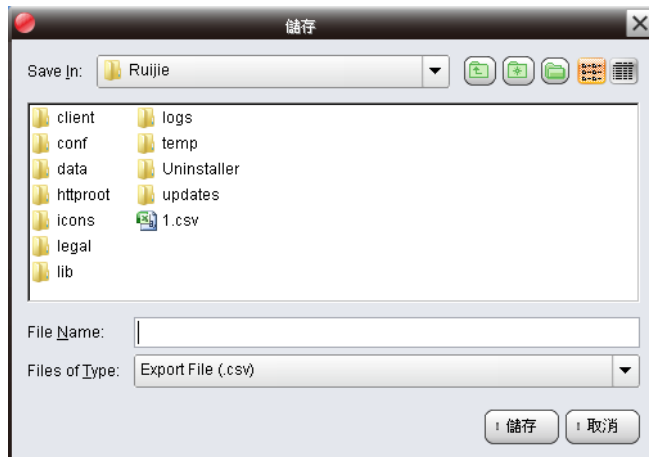 儲存
Save In: Ruijie
client logs
conf temp
data Uninstaller
httproot updates
icons 1.csv
legal
lib
File Name:
Files of Type: Export File (.csv)
儲存 取消